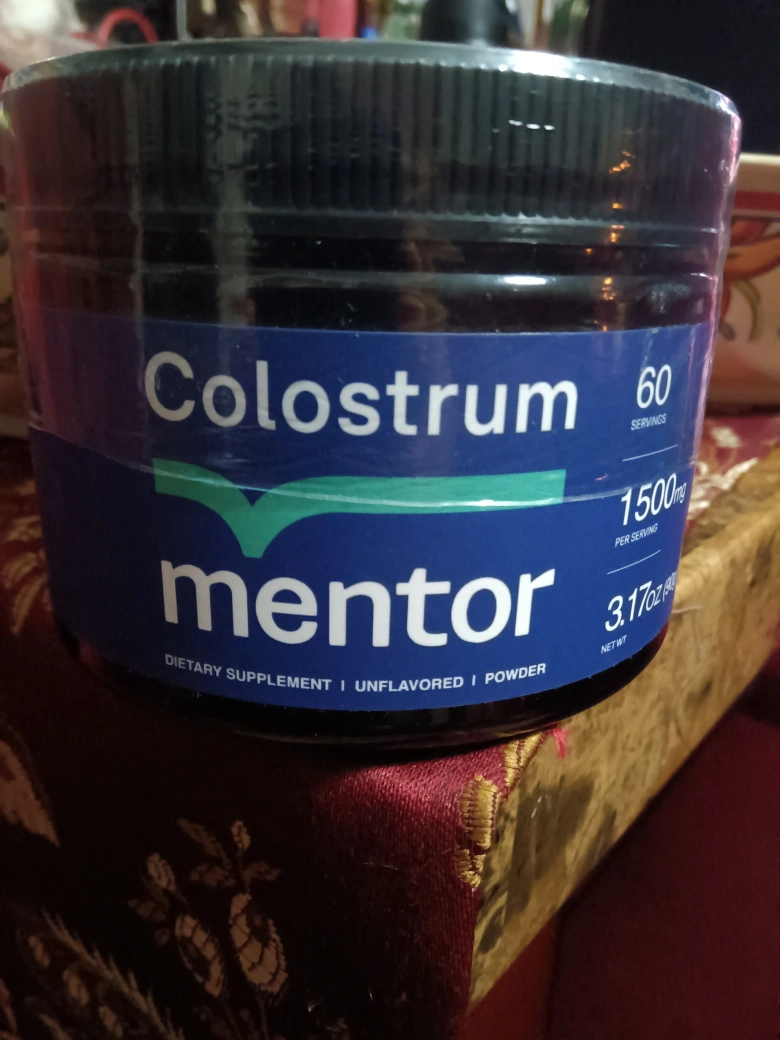 Colostrum
mentor
DIETARY SUPPLEMENT | UNFLAVORED | POWDER
60
SERVINGS
1500mg
PER SERVING
3.17oz
NET WT